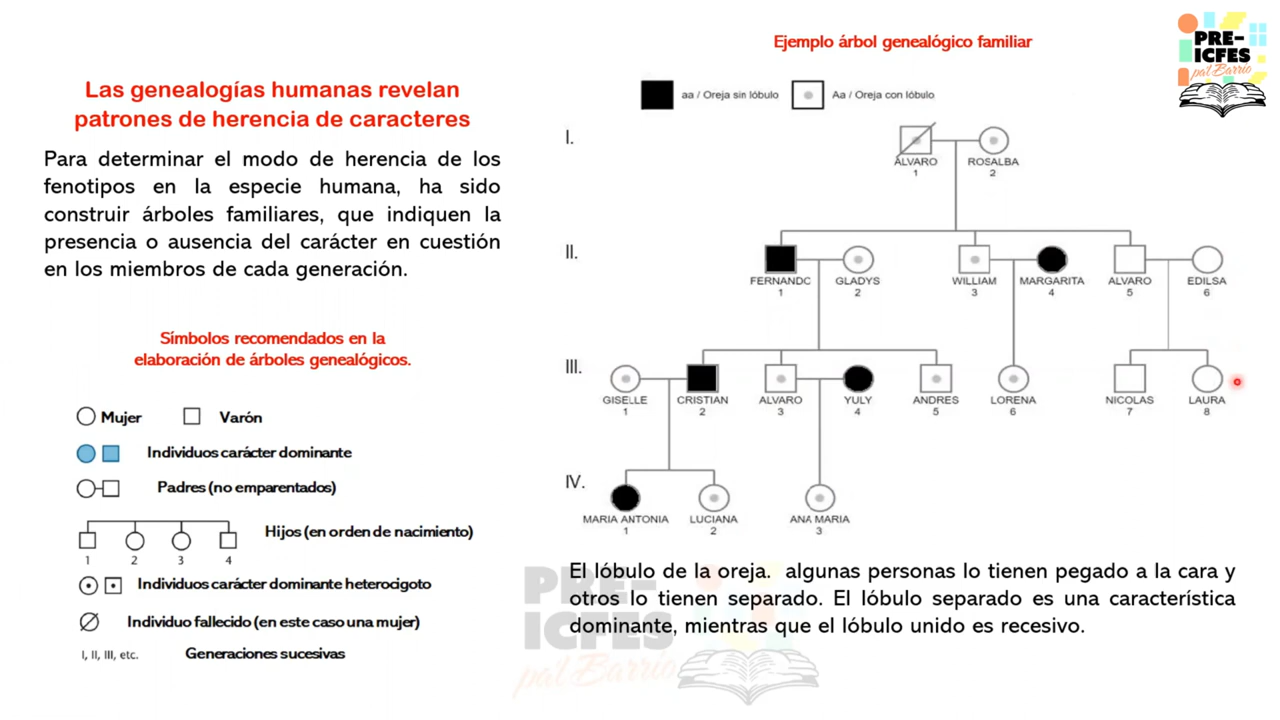 PRE-
ICFES
pa'l Barrio
Ejemplo árbol genealógico familiar
Las genealogías humanas revelan
patrones de herencia de caracteres
Para determinar el modo de herencia de los
fenotipos en la especie humana, ha sido
construir árboles familiares, que indiquen la
presencia o ausencia del carácter en cuestión
en los miembros de cada generación.
Símbolos recomendados en la
elaboración de árboles genealógicos.
Mujer Varón
Individuos carácter dominante
Padres (no emparentados)
Hijos (en orden de nacimiento)
1 2 3 4
Individuos carácter dominante heterocigoto
Individuo fallecido (en este caso una mujer)
I, II, III, etc. Generaciones sucesivas
aa / Oreja sin lóbulo Aa / Oreja con lóbulo
I.
ALVARO ROSALBA
1 2
II.
FERNANDO GLADYS WILLIAM MARGARITA ALVARO EDILSA
1 2 3 4 5 6
III.
GISELLE CRISTIAN ALVARO YULY ANDRES LORENA NICOLAS LAURA
1 2 3 4 5 6 7 8
IV.
MARIA ANTONIA LUCIANA ANA MARIA
1 2 3
El lóbulo de la oreja. algunas personas lo tienen pegado a la cara y
otros lo tienen separado. El lóbulo separado es una característica
dominante, mientras que el lóbulo unido es recesivo.
PRE-
ICFES
pa'l Barrio